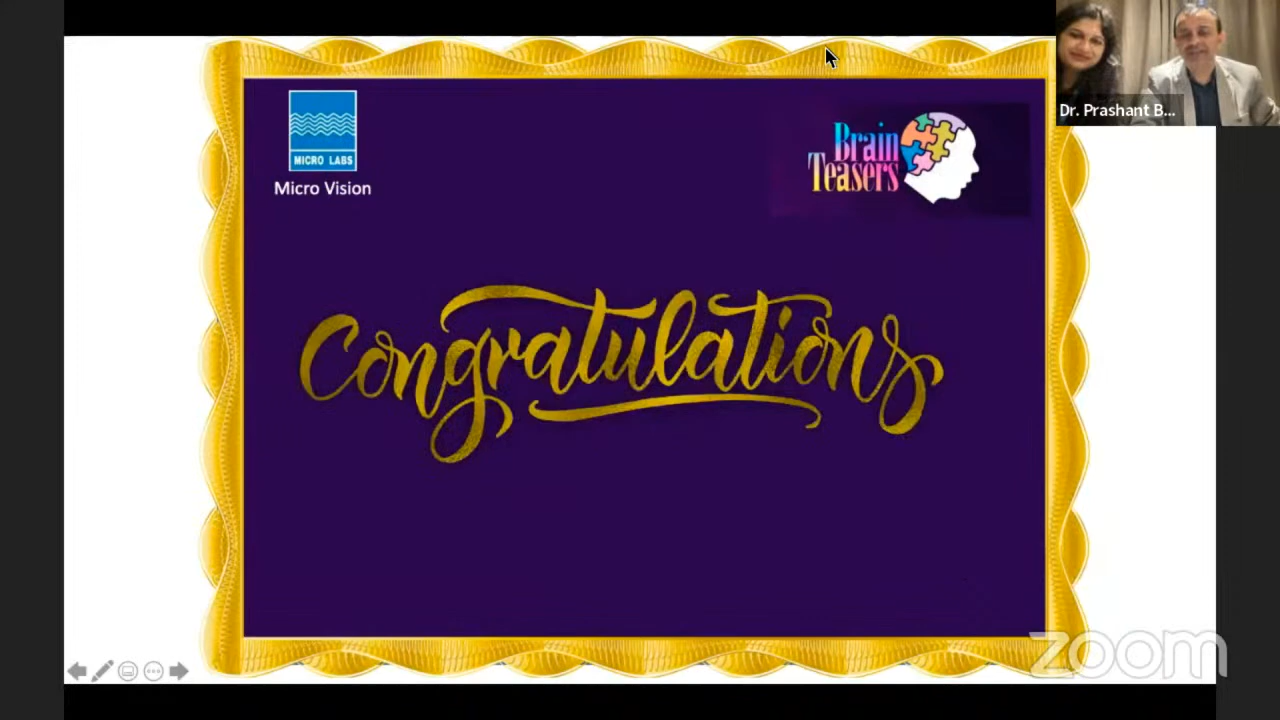 MICRO LABS
Micro Vision
Brain
Teasers
Dr. Prashant B...
Congratulations
zoom